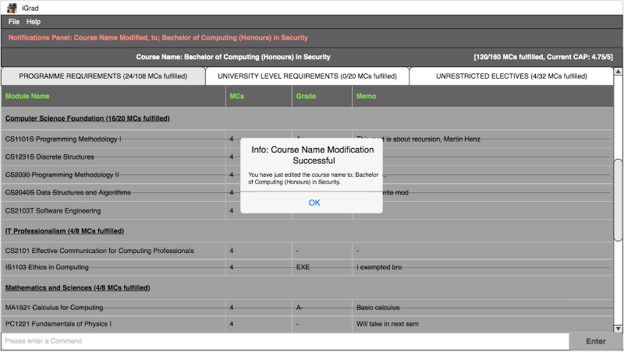 iGrad
File Help
Notifications Panel: Course Name Modified, to; Bachelor of Computing (Honours) in Security
Course Name: Bachelor of Computing (Honours) in Security [120/160 MCs fulfilled, Current CAP: 4.75/5]
PROGRAMME REQUIREMENTS (24/108 MCs fulfilled) UNIVERSITY LEVEL REQUIREMENTS (0/20 MCs fulfilled) UNRESTRICTED ELECTIVES (4/32 MCs fulfilled)
Module Name MCs Grade Memo
Computer Science Foundation (16/20 MCs fulfilled)
CS1101S Programming Methodology I 4 is about recursion, Martin Henz
CS1231S Discrete Structures 4
CS2030 Programming Methodology II 4
CS2040S Data Structures and Algorithms 4 mod
CS2103T Software Engineering 4
Info: Course Name Modification
Successful
You have just edited the course name to; Bachelor
of Computing (Honours) in Security.
OK
IT Professionalism (4/8 MCs fulfilled)
CS2101 Effective Communication for Computing Professionals 4 - -
IS1103 Ethics in Computing 4 EXE I exempted bro
Mathematics and Sciences (4/8 MCs fulfilled)
MA1521 Calculus for Computing 4 A- Basic calculus
PC1221 Fundamentals of Physics I 4 - Will take in next sem
Please enter a Command Enter